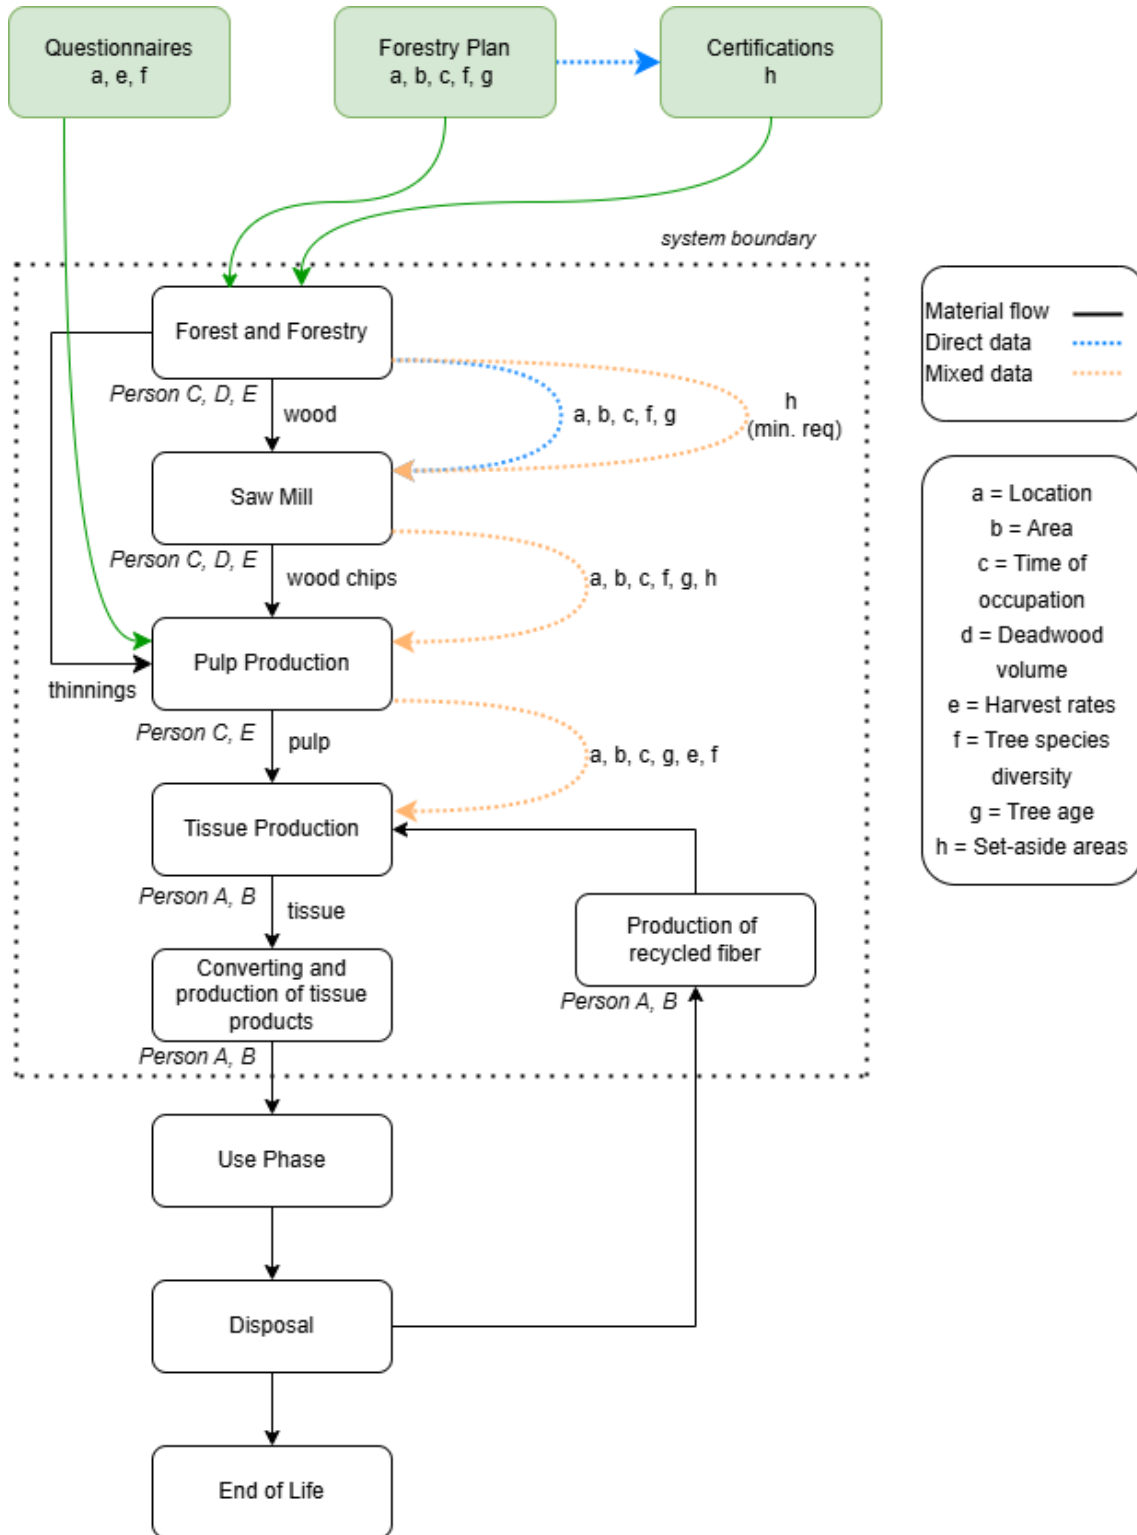 Questionnaires
a, e, f
Forestry Plan
a, b, c, f, g
Certifications
h
system boundary
Forest and Forestry
Person C, D, E
wood
a, b, c, f, g
h
(min. req)
Saw Mill
Person C, D, E
wood chips
a, b, c, f, g, h
Pulp Production
thinnings
Person C, E
pulp
a, b, c, g, e, f
Tissue Production
Person A, B
tissue
Converting and
production of tissue
products
Person A, B
Production of
recycled fiber
Person A, B
Use Phase
Disposal
End of Life
Material flow
Direct data
Mixed data
a = Location
b = Area
c = Time of
occupation
d = Deadwood
volume
e = Harvest rates
f = Tree species
diversity
g = Tree age
h = Set-aside areas